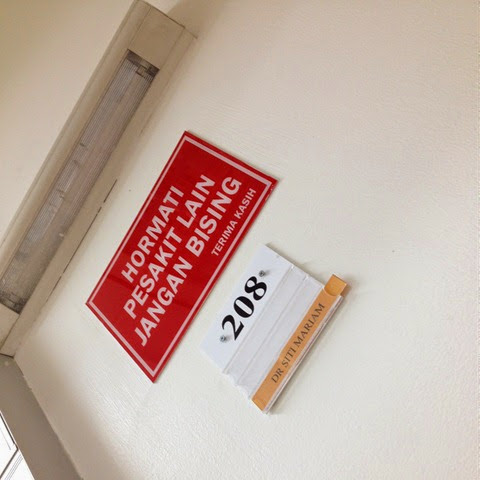 HORMATI
PESAKIT LAIN
JANGAN BISING
TERIMA KASIH
208
DR SITI MARIAM